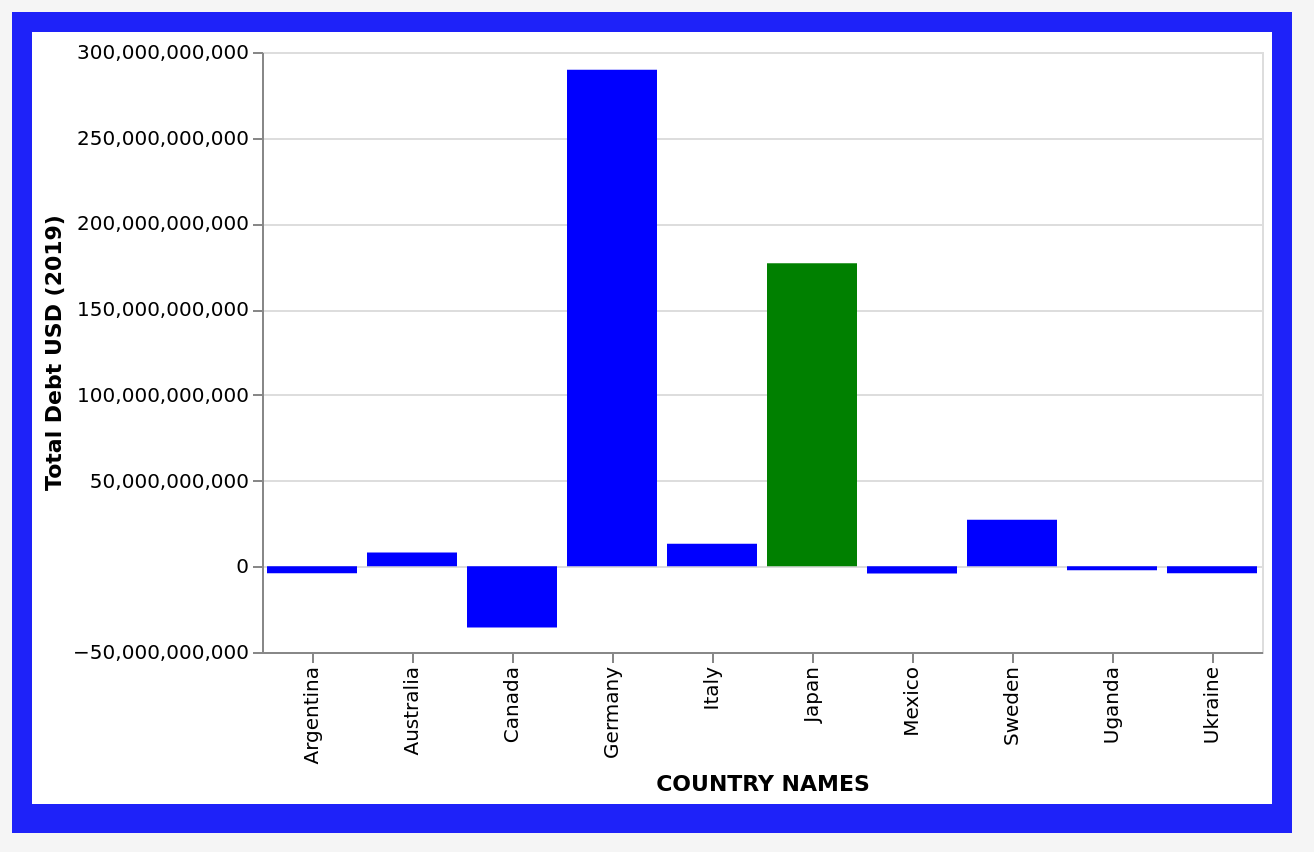 Total Debt USD (2019)
300,000,000,000
250,000,000,000
200,000,000,000
150,000,000,000
100,000,000,000
50,000,000,000
0
−50,000,000,000
Argentina
Australia
Canada
Germany
Italy
Japan
Mexico
Sweden
Uganda
Ukraine
COUNTRY NAMES